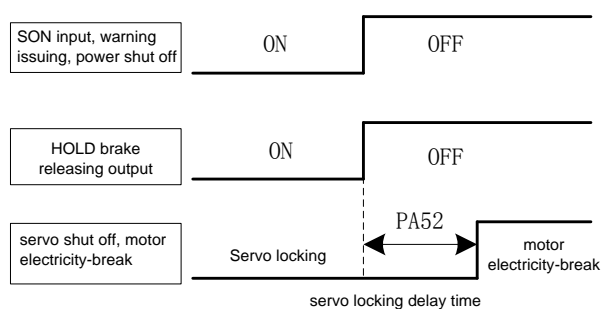 SON input, warning
issuing, power shut off
ON
OFF
HOLD brake
releasing output
ON
OFF
servo shut off, motor
electricity-break
Servo locking
PA52
motor
electricity-break
servo locking delay time